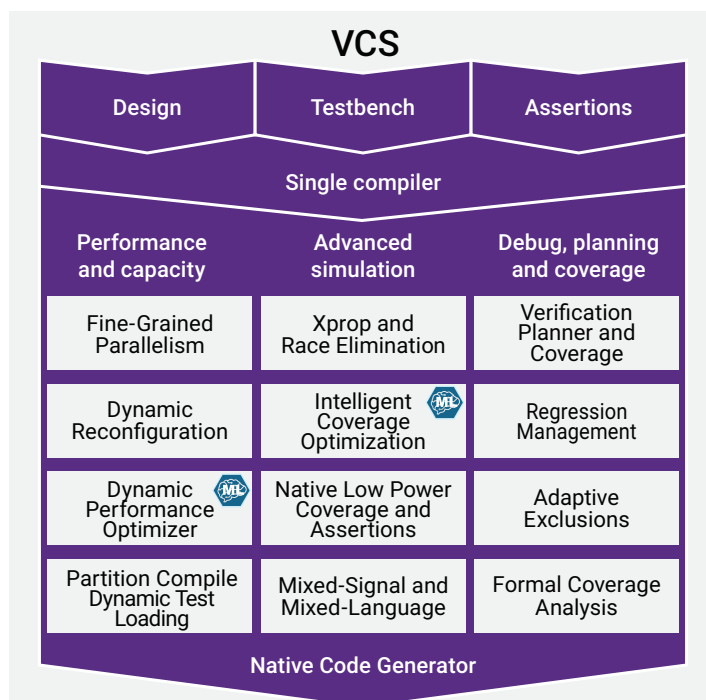 VCS
Design
Testbench
Assertions
Single compiler
Performance
and capacity
Advanced
simulation
Debug, planning
and coverage
Fine-Grained
Parallelism
Xprop and
Race Elimination
Verification
Planner and
Coverage
Dynamic
Reconfiguration
Intelligent
Coverage
Optimization
ML
Regression
Management
Dynamic
Performance
Optimizer
ML
Native Low Power
Coverage and
Assertions
Adaptive
Exclusions
Partition Compile
Dynamic Test
Loading
Mixed-Signal and
Mixed-Language
Formal Coverage
Analysis
Native Code Generator